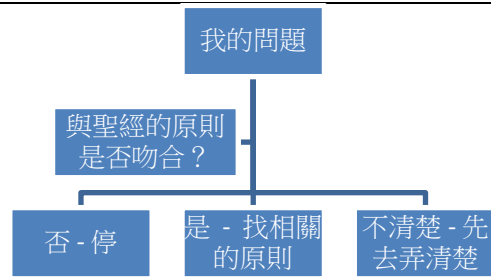 我的問題
與聖經的原則
是否吻合？
否 - 停
是 - 找相關
的原則
不清楚 - 先
去弄清楚